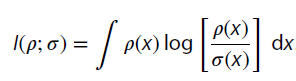 I(ρ; σ) = ∫ ρ(x) log [ρ(x)/σ(x)] dx